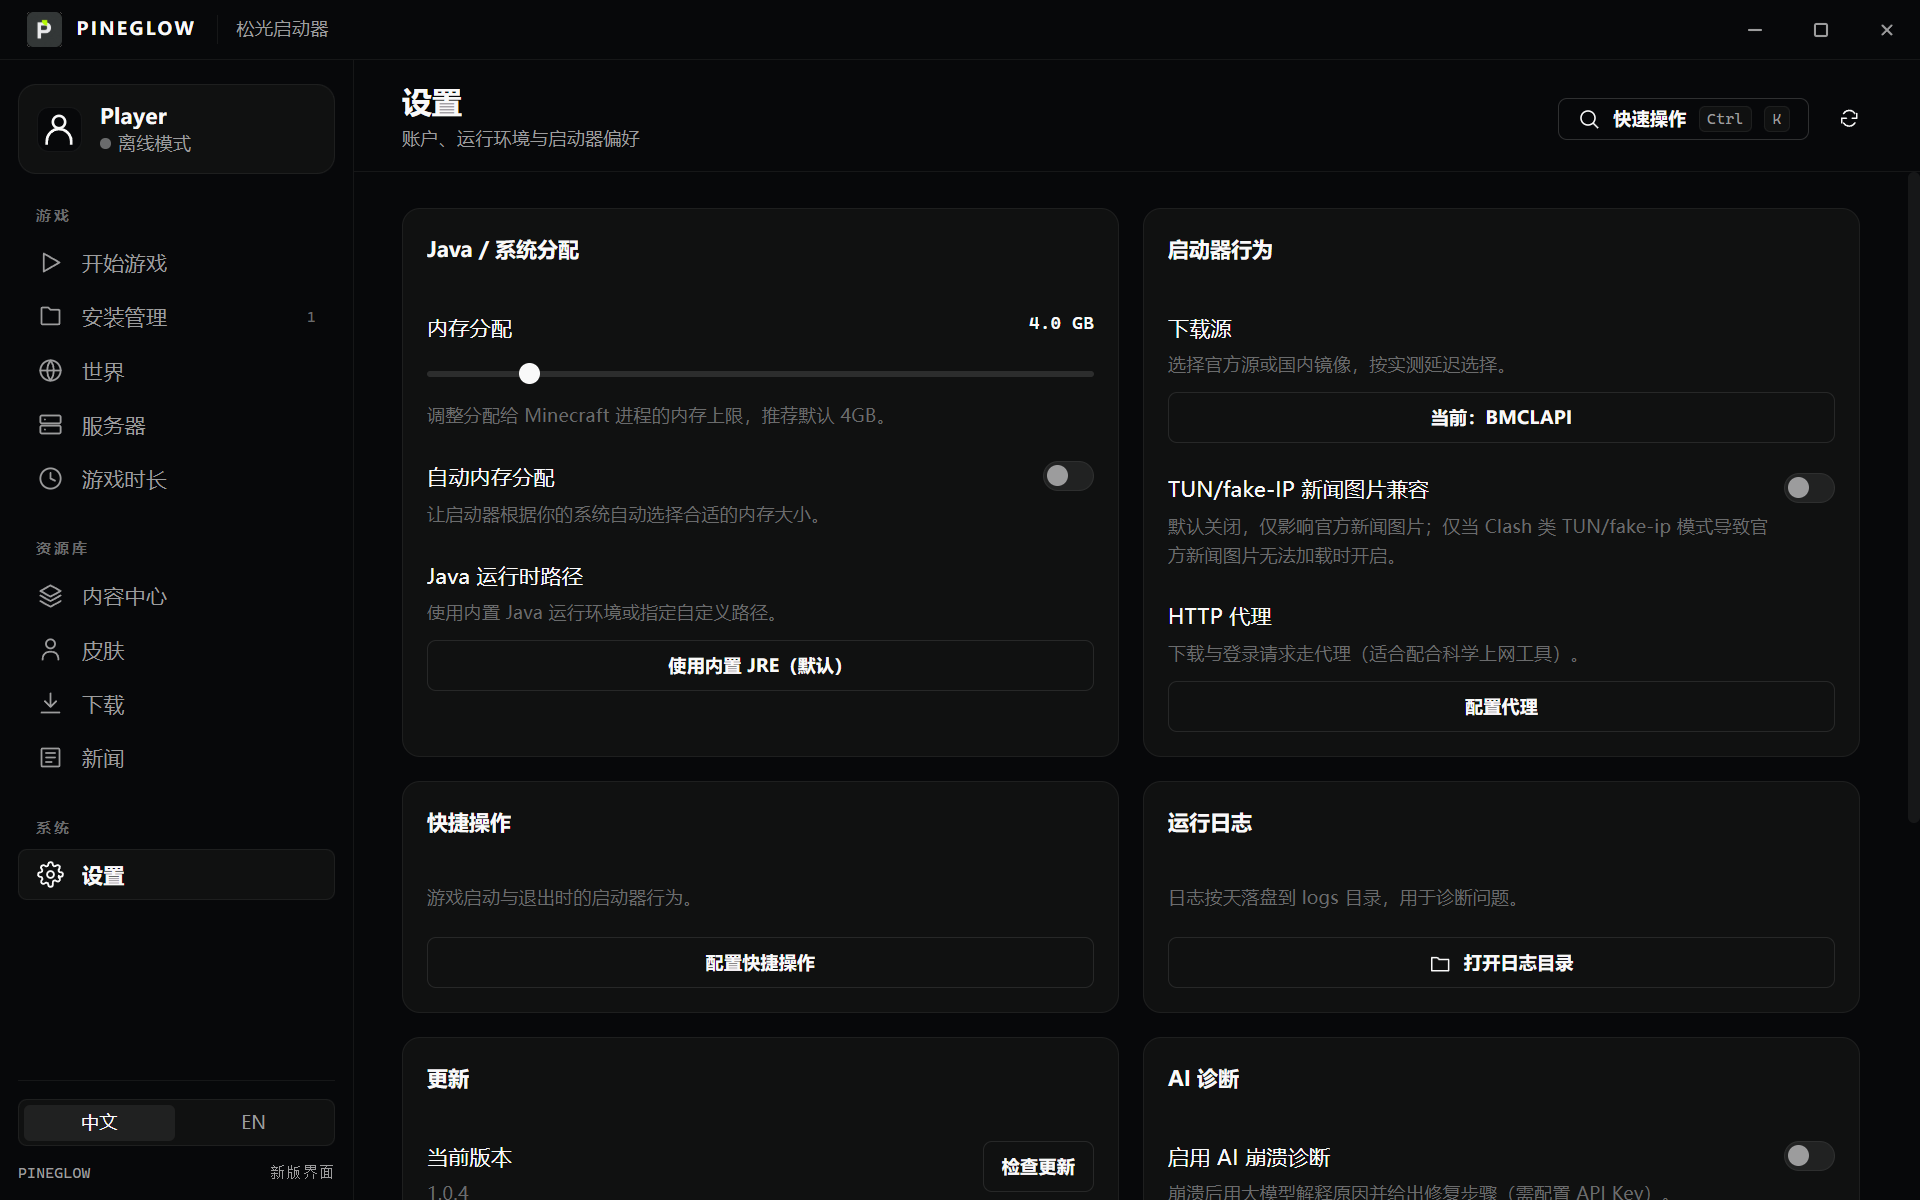 PINEGLOW
松光启动器
Player
离线模式
游戏
开始游戏
安装管理 1
世界
服务器
游戏时长
资源库
内容中心
皮肤
下载
新闻
系统
设置
中文 EN
PINEGLOW 新版界面
设置
账户、运行环境与启动器偏好
快速操作 Ctrl K
Java / 系统分配
内存分配 4.0 GB
调整分配给 Minecraft 进程的内存上限，推荐默认 4GB。
自动内存分配
让启动器根据你的系统自动选择合适的内存大小。
Java 运行时路径
使用内置 Java 运行环境或指定自定义路径。
使用内置 JRE（默认）
启动器行为
下载源
选择官方源或国内镜像，按实测延迟选择。
当前：BMCLAPI
TUN/fake-IP 新闻图片兼容
默认关闭，仅影响官方新闻图片；仅当 Clash 类 TUN/fake-ip 模式导致官
方新闻图片无法加载时开启。
HTTP 代理
下载与登录请求走代理（适合配合科学上网工具）。
配置代理
快捷操作
游戏启动与退出时的启动器行为。
配置快捷操作
运行日志
日志按天落盘到 logs 目录，用于诊断问题。
打开日志目录
更新
当前版本
1.0.4
检查更新
AI 诊断
启用 AI 崩溃诊断
崩溃后用大模型解释原因并给出修复步骤（需配置 API Key）。